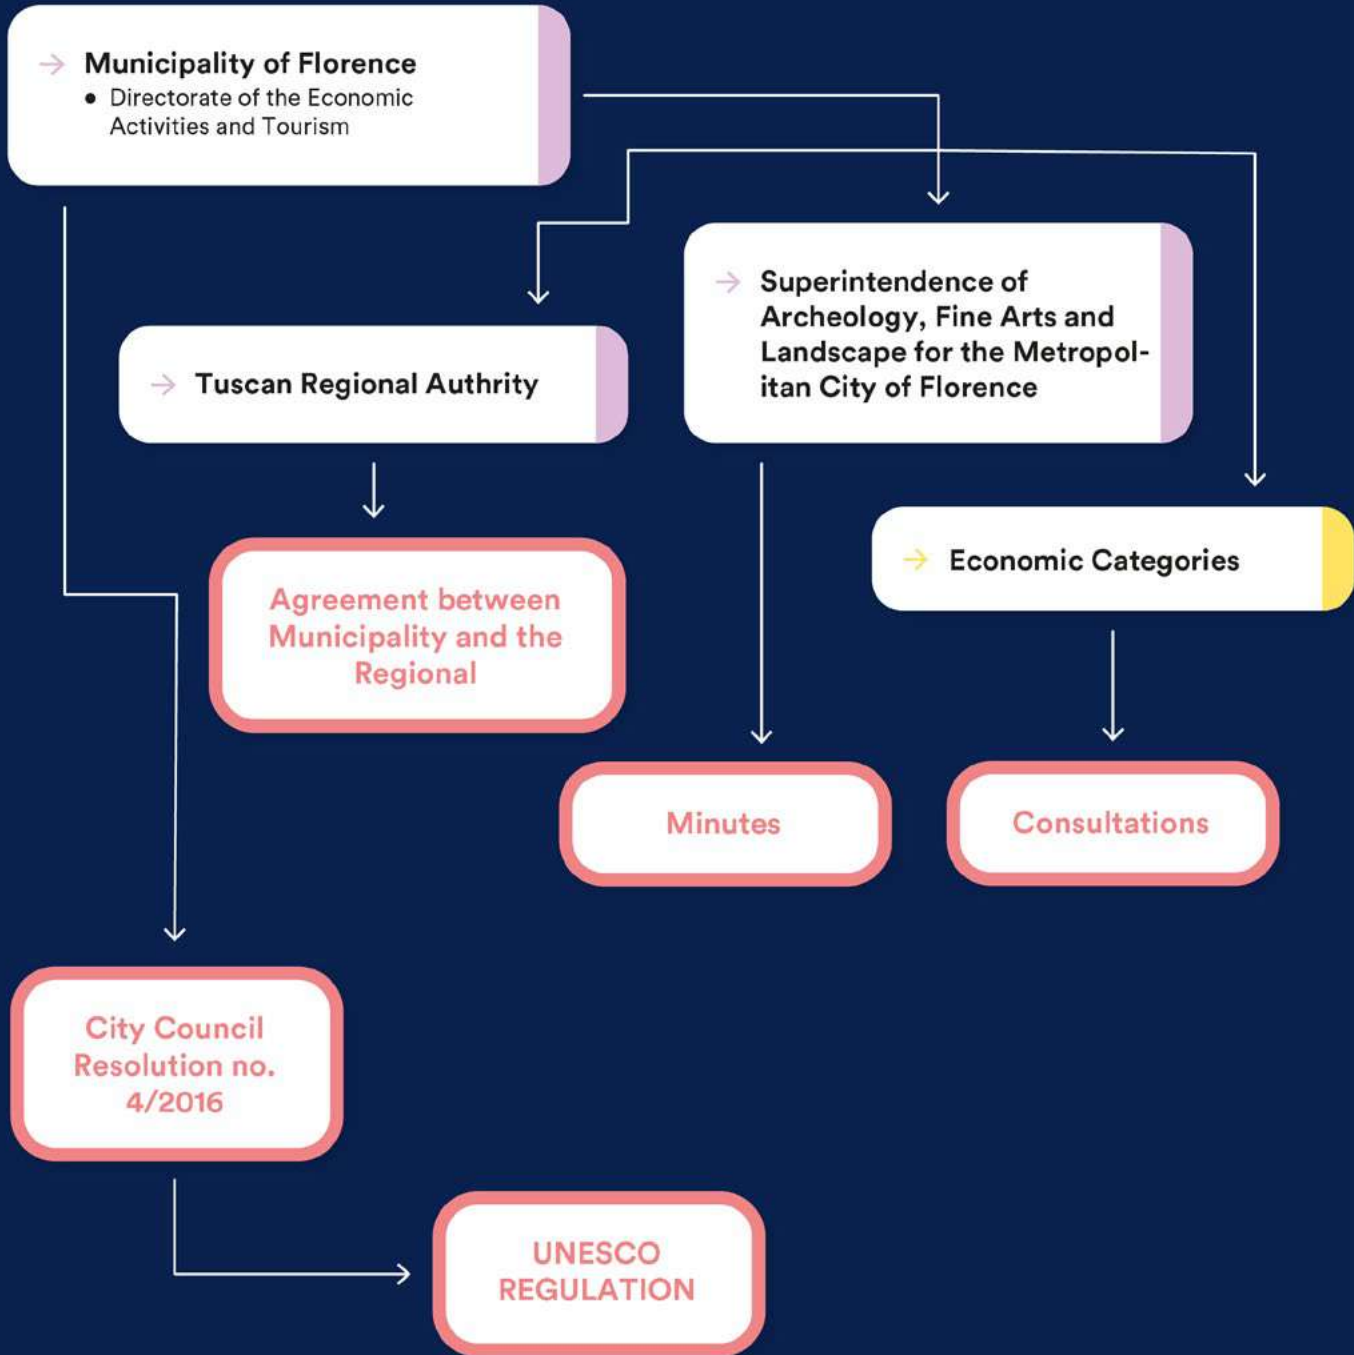 Municipality of Florence
• Directorate of the Economic
Activities and Tourism
Superintendence of
Archeology, Fine Arts and
Landscape for the Metropol-
itan City of Florence
Tuscan Regional Authrity
Economic Categories
Agreement between
Municipality and the
Regional
Minutes
Consultations
City Council
Resolution no.
4/2016
UNESCO
REGULATION